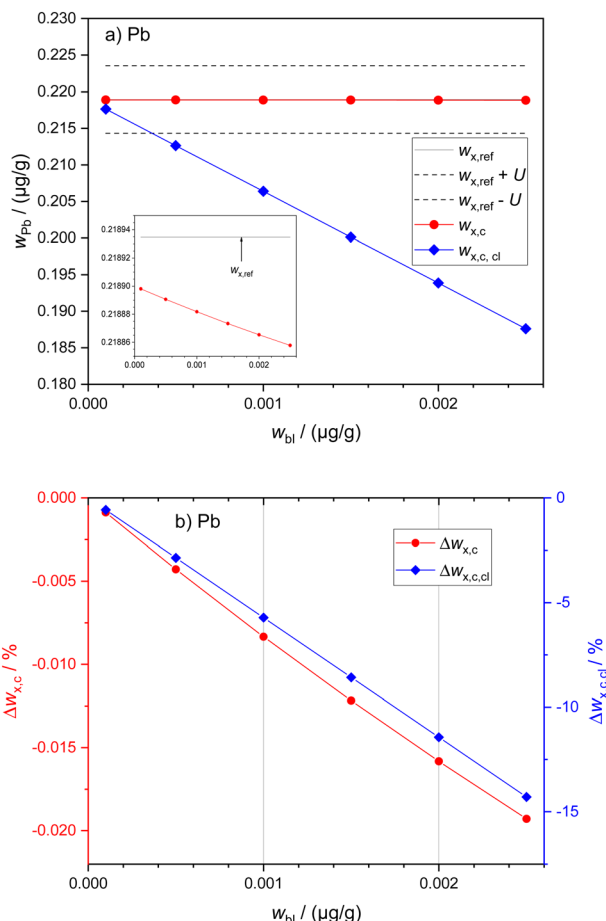 a) Pb
0.230
0.225
0.220
0.215
0.210
0.205
0.200
0.195
0.190
0.185
0.180
w_Pb / (µg/g)
w_x,ref
w_x,ref + U
w_x,ref - U
w_x,c
w_x,c, cl
0.21894
0.21892
0.21890
0.21888
0.21886
w_x,ref
0.000 0.001 0.002
0.000 0.001 0.002
w_bl / (µg/g)
b) Pb
0.000
-0.005
-0.010
-0.015
-0.020
Δw_x,c / %
Δw_x,c
Δw_x,c,cl
0
-5
-10
-15
Δw_x,c,cl / %
0.000 0.001 0.002
w_bl / (µg/g)